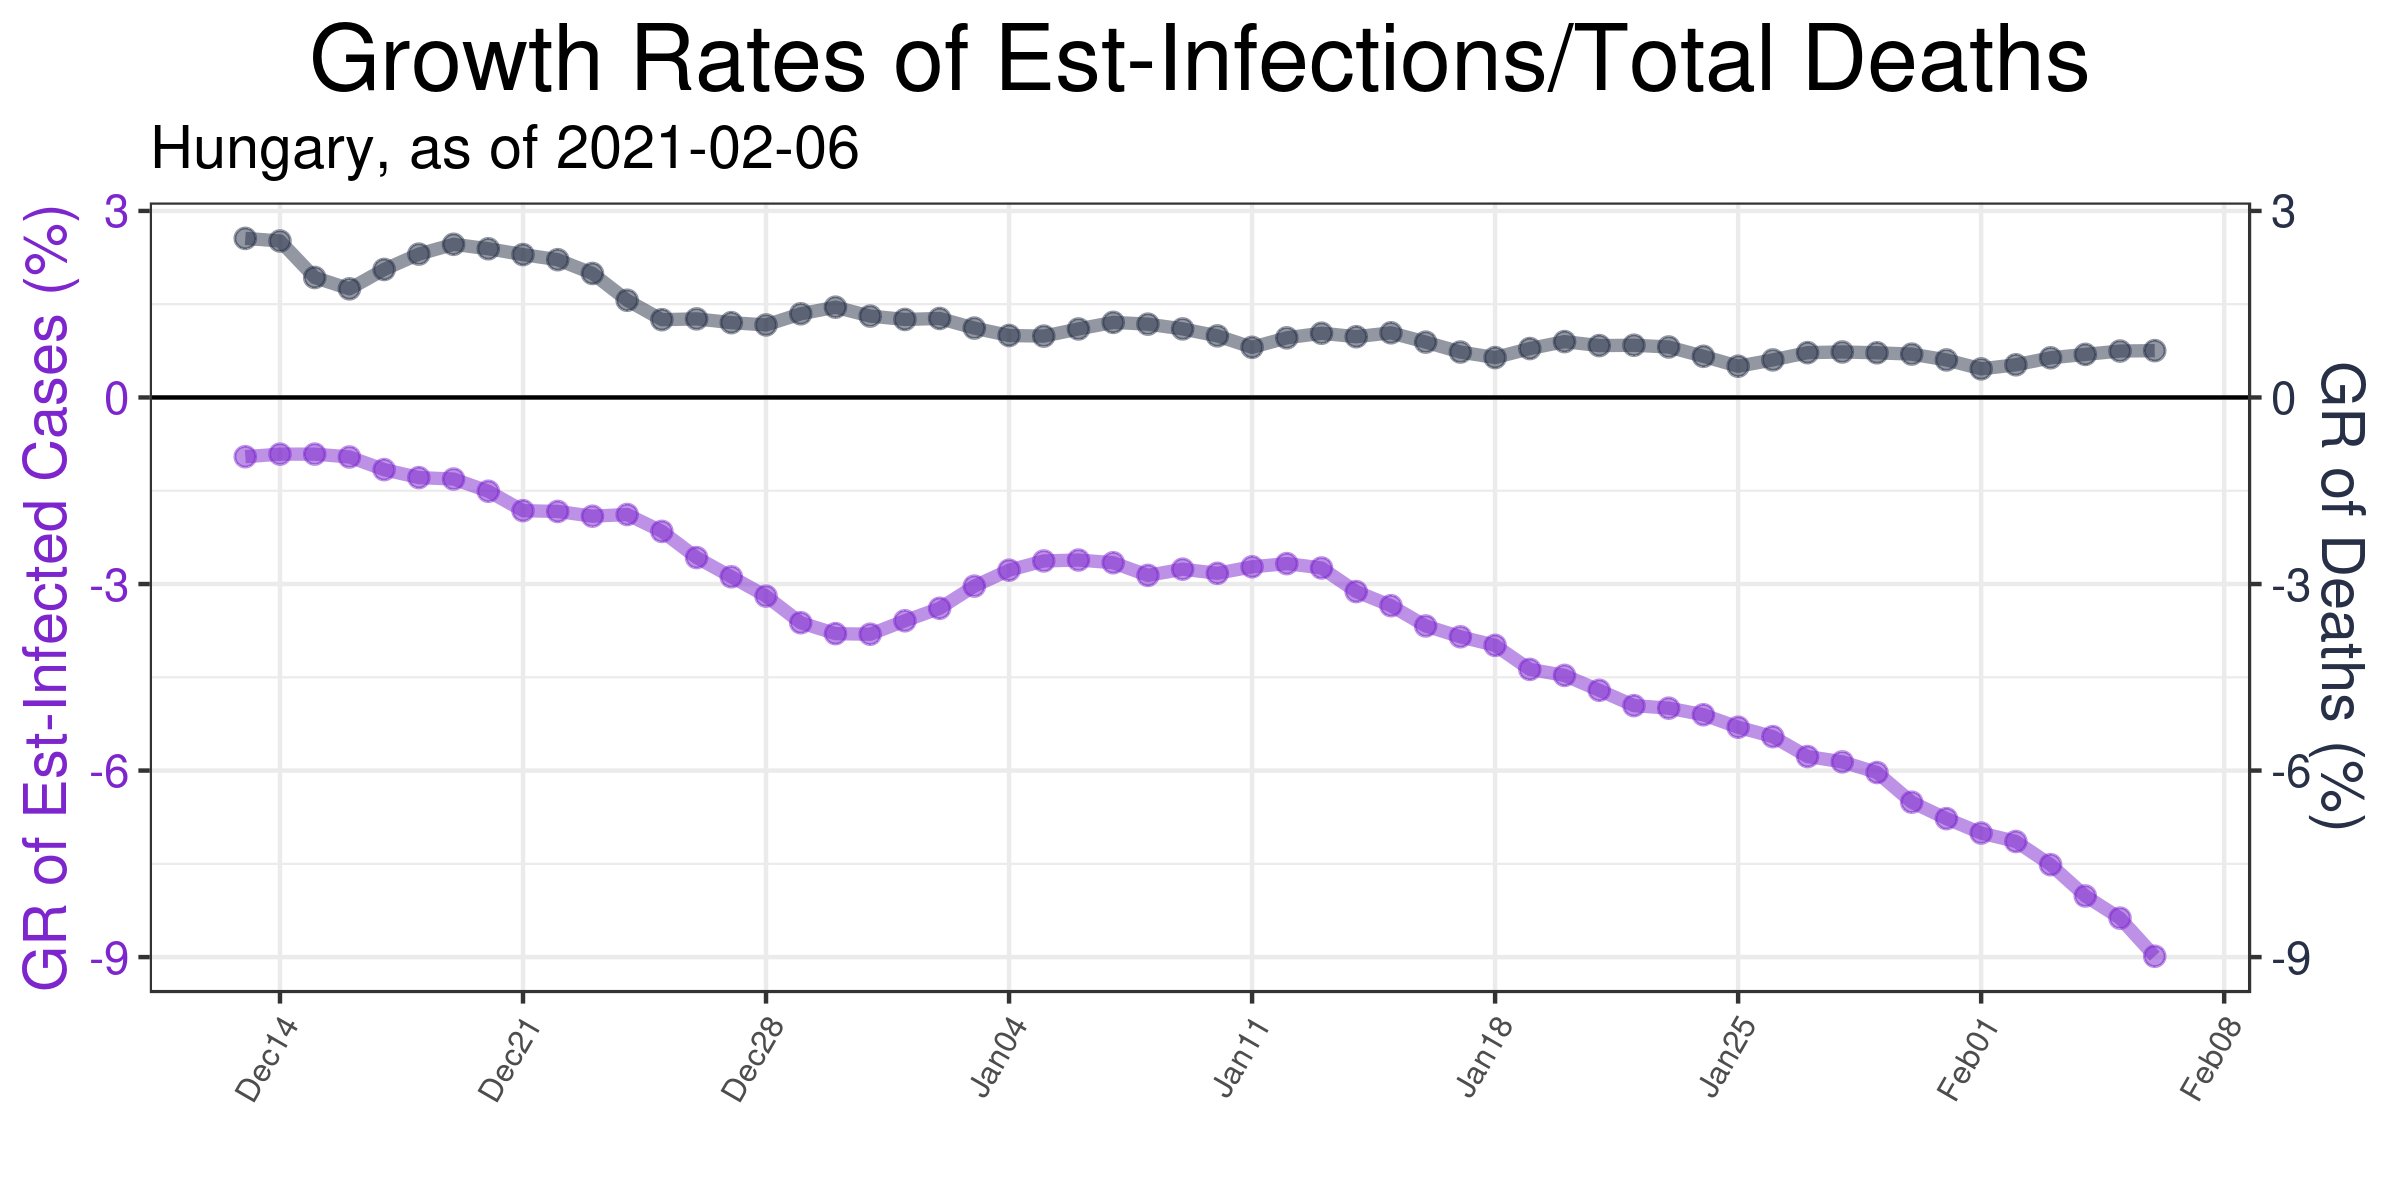 Growth Rates of Est-Infections/Total Deaths
Hungary, as of 2021-02-06
GR of Est-Infected Cases (%)
3
0
-3
-6
-9
3
0
-3
-6
-9
GR of Deaths (%)
Dec14
Dec21
Dec28
Jan04
Jan11
Jan18
Jan25
Feb01
Feb08